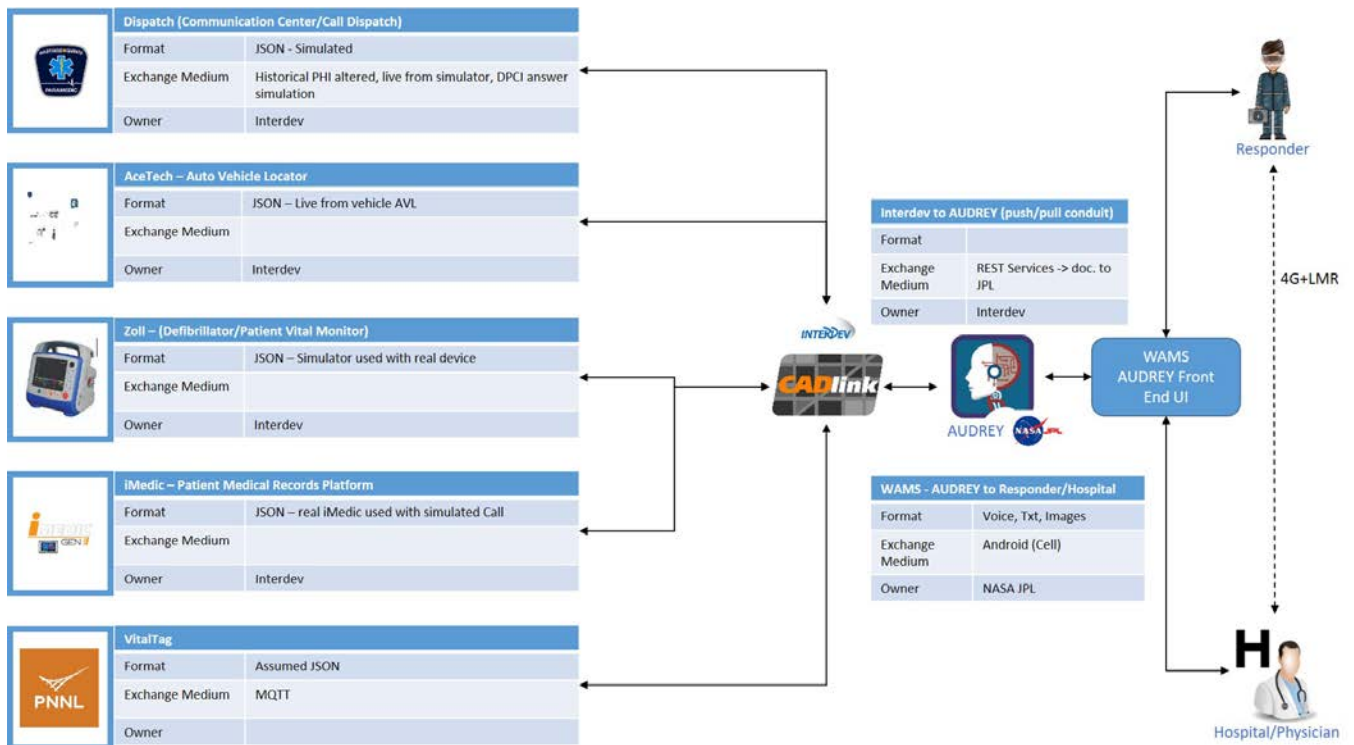 Dispatch (Communication Center/Call Dispatch)
Format JSON - Simulated
Exchange Medium Historical PHI altered, live from simulator, DPCI answer
simulation
Owner Interdev
PARAMEDIC
AceTech – Auto Vehicle Locator
Format JSON – Live from vehicle AVL
Exchange Medium
Owner Interdev
Zoll – (Defibrillator/Patient Vital Monitor)
Format JSON – Simulator used with real device
Exchange Medium
Owner Interdev
iMedic – Patient Medical Records Platform
Format JSON – real iMedic used with simulated Call
Exchange Medium
Owner Interdev
iMEDIC
GEN
VitalTag
Format Assumed JSON
Exchange Medium MQTT
Owner
PNNL
INTERDEV
CADlink
Interdev to AUDREY (push/pull conduit)
Format
Exchange REST Services -> doc. to
Medium JPL
Owner Interdev
AUDREY
NASA JPL
WAMS - AUDREY to Responder/Hospital
Format Voice, Txt, Images
Exchange Android (Cell)
Medium
Owner NASA JPL
WAMS
AUDREY Front
End UI
Responder
4G+LMR
H
Hospital/Physician